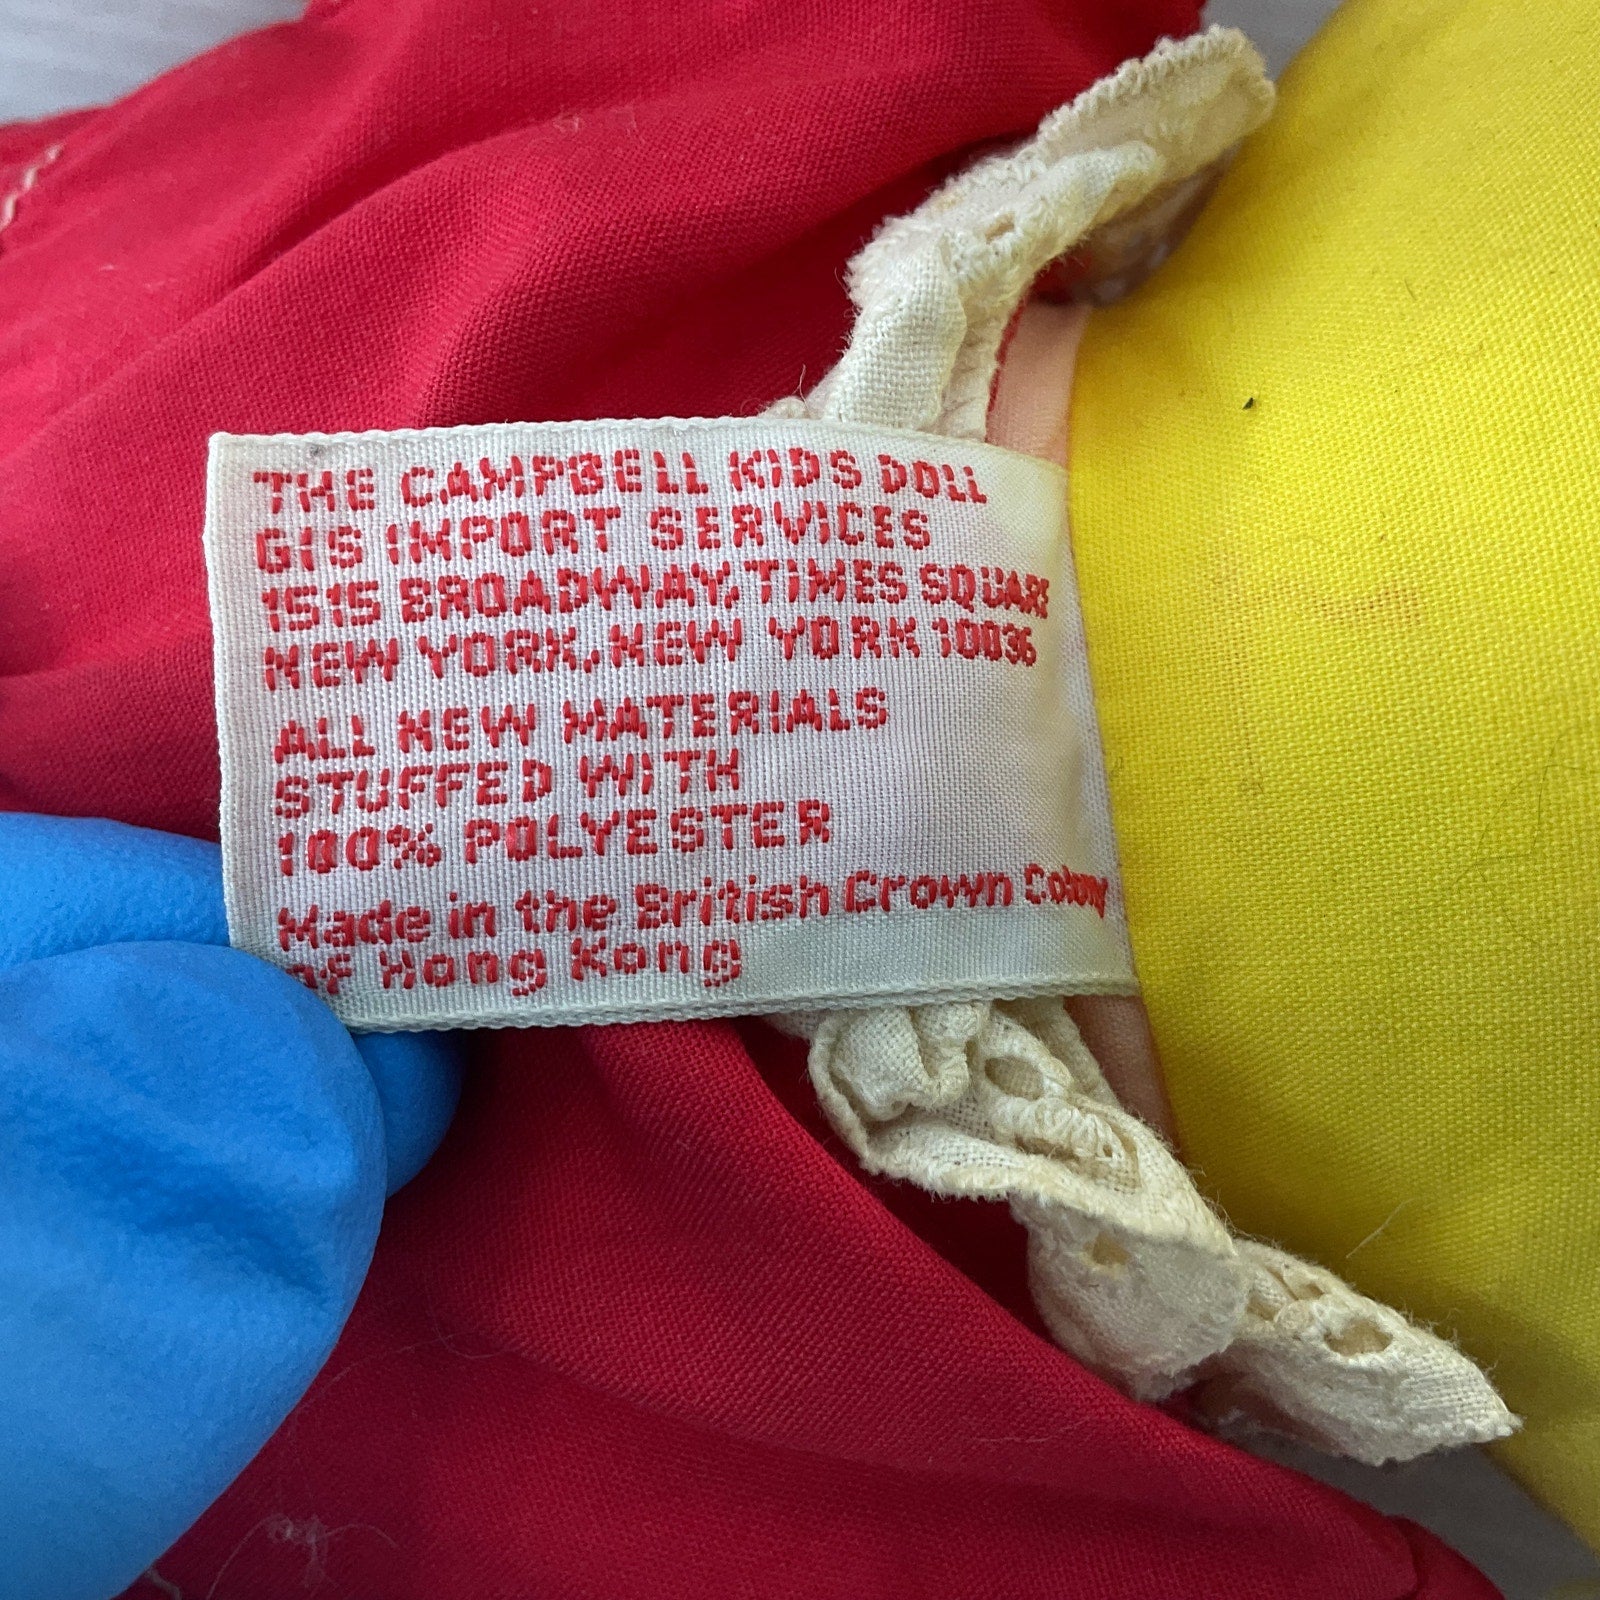 THE CAMPBELL KIDS DOLL
GIS IMPORT SERVICES
1515 BROADWAY, TIMES SQUARE
NEW YORK, NEW YORK 10036
ALL NEW MATERIALS
STUFFED WITH
100% POLYESTER
Made in the British Crown Colony
of Hong Kong